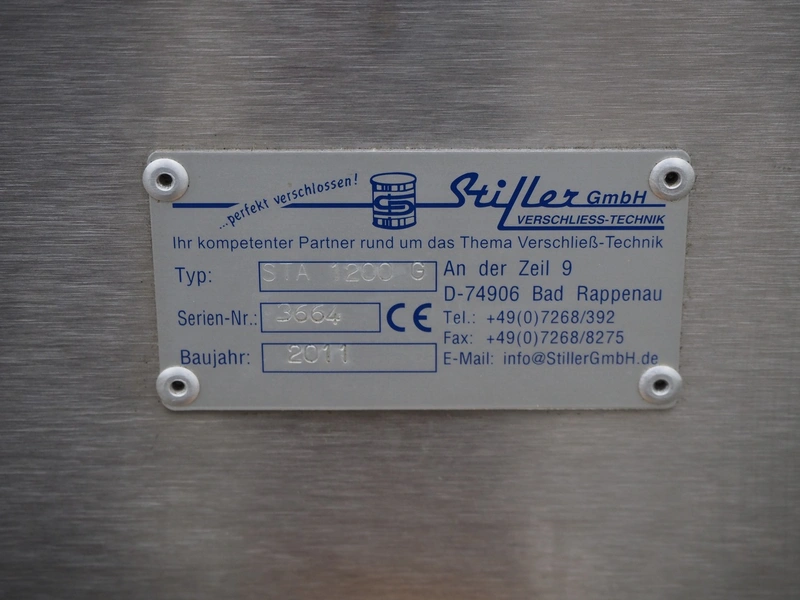 ...perfekt verschlossen!
Stiller GmbH
VERSCHLIESS-TECHNIK
Ihr kompetenter Partner rund um das Thema Verschließ-Technik
Typ: STA 1200 G
Serien-Nr.: 3664 CE
Baujahr: 2011
An der Zeil 9
D-74906 Bad Rappenau
Tel.: +49(0)7268/392
Fax: +49(0)7268/8275
E-Mail: info@StillerGmbH.de